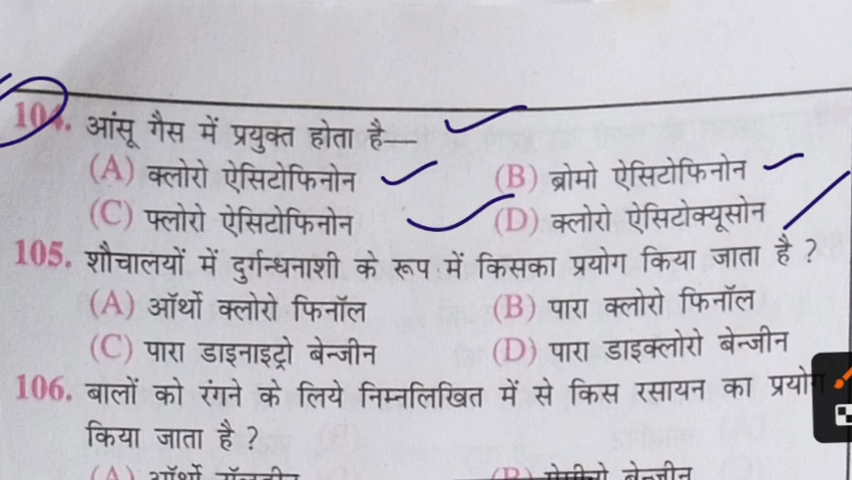 104. आंसू गैस में प्रयुक्त होता है—
(A) क्लोरो ऐसिटोफिनोन (B) ब्रोमो ऐसिटोफिनोन
(C) फ्लोरो ऐसिटोफिनोन (D) क्लोरो ऐसिटोक्यूसोन
105. शौचालयों में दुर्गन्धनाशी के रूप में किसका प्रयोग किया जाता है ?
(A) ऑर्थो क्लोरो फिनॉल (B) पारा क्लोरो फिनॉल
(C) पारा डाइनाइट्रो बेन्जीन (D) पारा डाइक्लोरो बेन्जीन
106. बालों को रंगने के लिये निम्नलिखित में से किस रसायन का प्रयोग
किया जाता है ?
(A) ऑर्थो (B) बेन्जीन